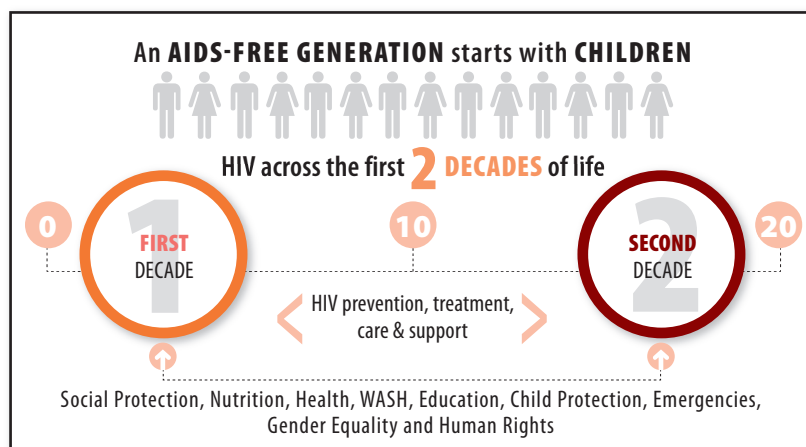 An AIDS-FREE GENERATION starts with CHILDREN
HIV across the first 2 DECADES of life
0
10
20
1
FIRST
DECADE
2
SECOND
DECADE
HIV prevention, treatment,
care & support
Social Protection, Nutrition, Health, WASH, Education, Child Protection, Emergencies,
Gender Equality and Human Rights